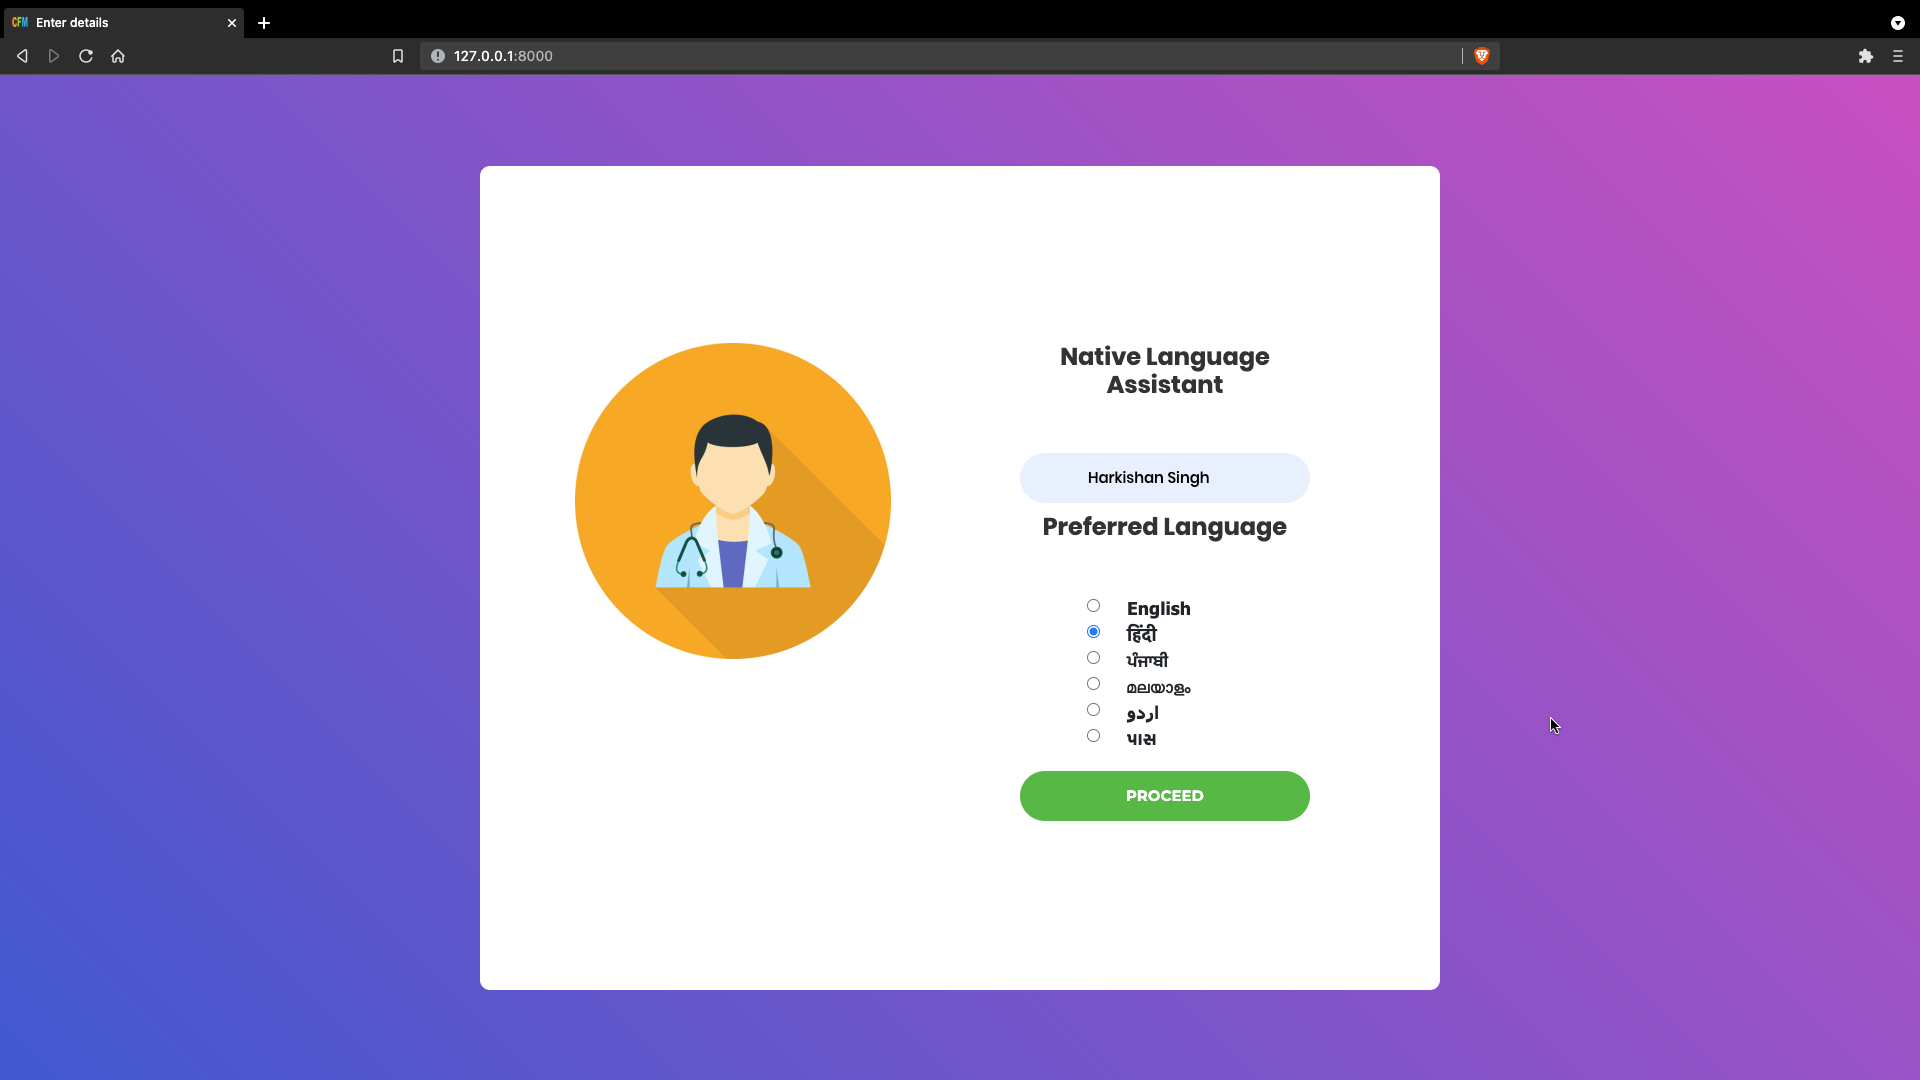 CFM Enter details
127.0.0.1:8000
Native Language
Assistant
Harkishan Singh
Preferred Language
English
हिंदी
ਪੰਜਾਬੀ
മലയാളം
اردو
પાસ
PROCEED